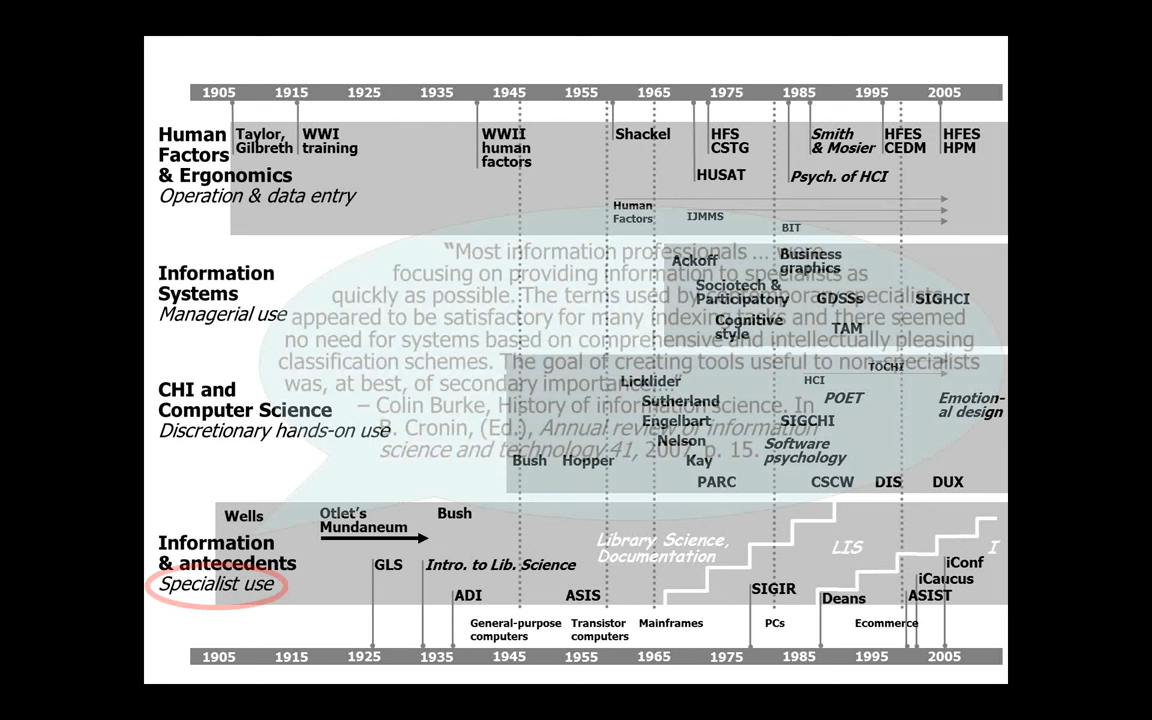 1905 1915 1925 1935 1945 1955 1965 1975 1985 1995 2005
Human
Factors
& Ergonomics
Operation & data entry
Taylor,
Gilbreth
WWI
training
WWII
human
factors
Shackel
HFS
CSTG
HUSAT
Smith
& Mosier
Psych. of HCI
HFES
CEDM
HFES
HPM
Human
Factors
IJMMS
BIT
Information
Systems
Managerial use
Ackoff
Sociotech &
Participatory
Cognitive
style
Business
graphics
GDSSs
TAM
SIGHCI
“Most information professionals ... were
focusing on providing information to specialists as
quickly as possible. The terms used by contemporary specialists
appeared to be satisfactory for many indexing tasks and there seemed
no need for systems based on comprehensive and intellectually pleasing
classification schemes. The goal of creating tools useful to non-specialists
was, at best, of secondary importance...”
– Colin Burke, History of information science. In
B. Cronin, (Ed.), Annual review of information
science and technology 41, 2007, p. 15.
CHI and
Computer Science
Discretionary hands-on use
Bush
Hopper
Licklider
Sutherland
Engelbart
Nelson
Kay
PARC
HCI
TOCHI
POET
SIGCHI
Software
psychology
CSCW
DIS
DUX
Emotion-
al design
Information
& antecedents
Specialist use
Wells
Otlet’s
Mundaneum
Bush
GLS
Intro. to Lib. Science
ADI
ASIS
Library Science,
Documentation
SIGIR
LIS
Deans
I
iConf
iCaucus
ASIST
General-purpose
computers
Transistor
computers
Mainframes
PCs
Ecommerce
1905 1915 1925 1935 1945 1955 1965 1975 1985 1995 2005